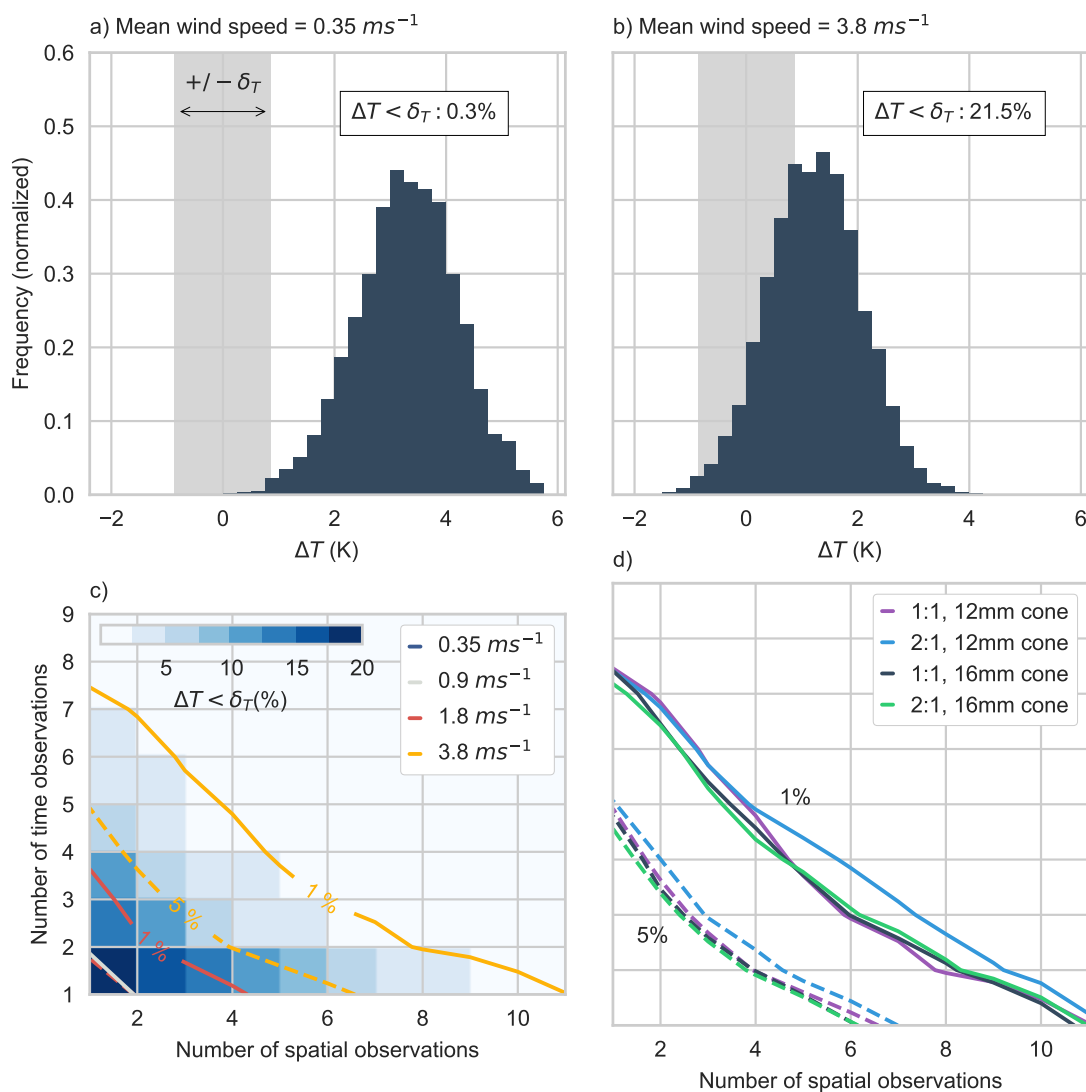 a) Mean wind speed = 0.35 ms⁻¹
b) Mean wind speed = 3.8 ms⁻¹
Frequency (normalized)
0.6
0.5
0.4
0.3
0.2
0.1
0.0
+/− δ_T
ΔT < δ_T : 0.3%
ΔT < δ_T : 21.5%
−2 0 2 4 6
−2 0 2 4 6
ΔT (K)
ΔT (K)
c)
Number of time observations
9
8
7
6
5
4
3
2
1
5 10 15 20
ΔT < δ_T(%)
0.35 ms⁻¹
0.9 ms⁻¹
1.8 ms⁻¹
3.8 ms⁻¹
1 %
5 %
1 %
2 4 6 8 10
Number of spatial observations
d)
1:1, 12mm cone
2:1, 12mm cone
1:1, 16mm cone
2:1, 16mm cone
1%
5%
2 4 6 8 10
Number of spatial observations